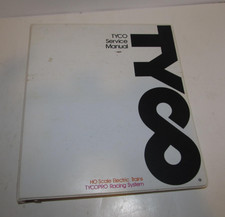 TYCO
Service
Manual
TYCO
HO Scale Electric Trains
TYCOPRO Racing System